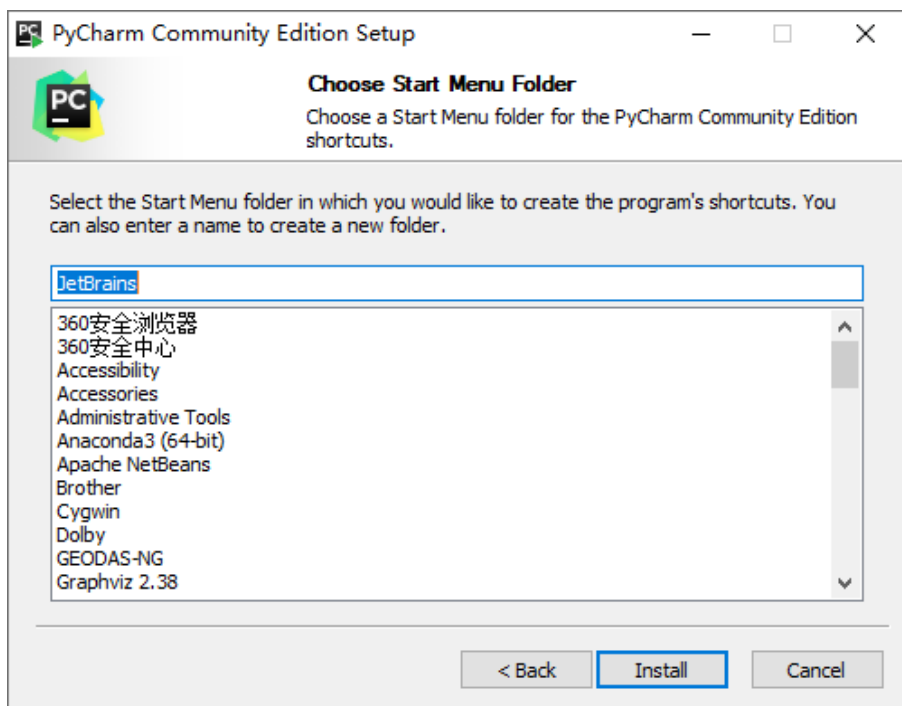 PyCharm Community Edition Setup
PC
Choose Start Menu Folder
Choose a Start Menu folder for the PyCharm Community Edition
shortcuts.
Select the Start Menu folder in which you would like to create the program's shortcuts. You
can also enter a name to create a new folder.
JetBrains
360安全浏览器
360安全中心
Accessibility
Accessories
Administrative Tools
Anaconda3 (64-bit)
Apache NetBeans
Brother
Cygwin
Dolby
GEODAS-NG
Graphviz 2.38
< Back Install Cancel